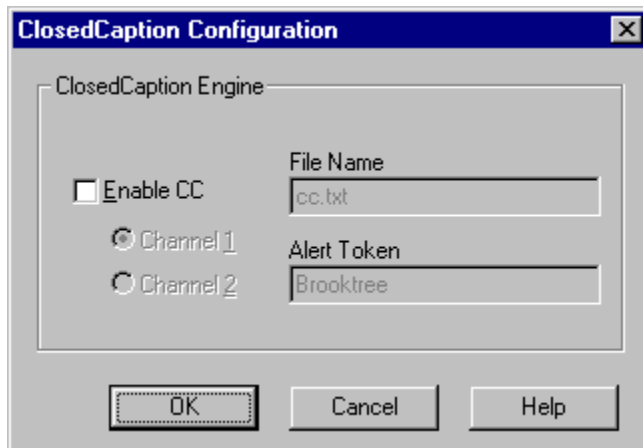 ClosedCaption Configuration
ClosedCaption Engine
Enable CC
Channel 1
Channel 2
File Name
cc.txt
Alert Token
Brooktree
OK
Cancel
Help